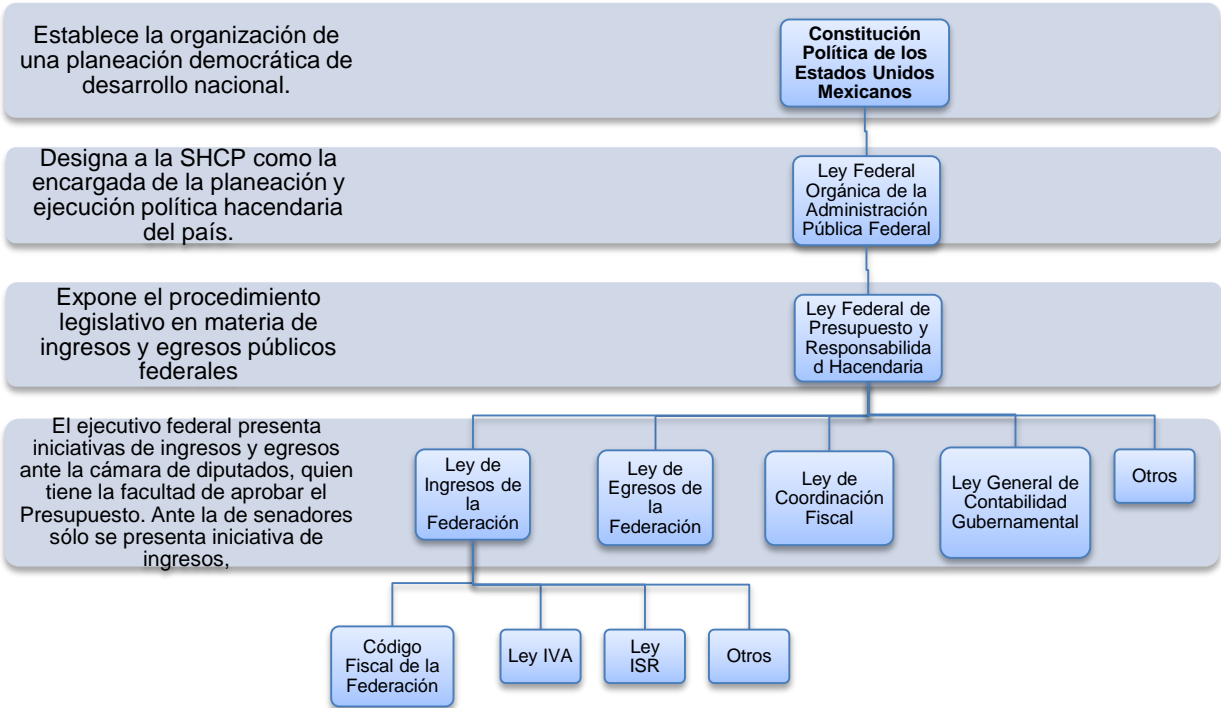 Establece la organización de
una planeación democrática de
desarrollo nacional.
Constitución
Política de los
Estados Unidos
Mexicanos
Designa a la SHCP como la
encargada de la planeación y
ejecución política hacendaria
del país.
Ley Federal
Orgánica de la
Administración
Pública Federal
Expone el procedimiento
legislativo en materia de
ingresos y egresos públicos
federales
Ley Federal de
Presupuesto y
Responsabilida
d Hacendaria
El ejecutivo federal presenta
iniciativas de ingresos y egresos
ante la cámara de diputados, quien
tiene la facultad de aprobar el
Presupuesto. Ante la de senadores
sólo se presenta iniciativa de
ingresos,
Ley de
Ingresos de
la
Federación
Ley de
Egresos de
la
Federación
Ley de
Coordinación
Fiscal
Ley General de
Contabilidad
Gubernamental
Otros
Código
Fiscal de la
Federación
Ley IVA
Ley
ISR
Otros